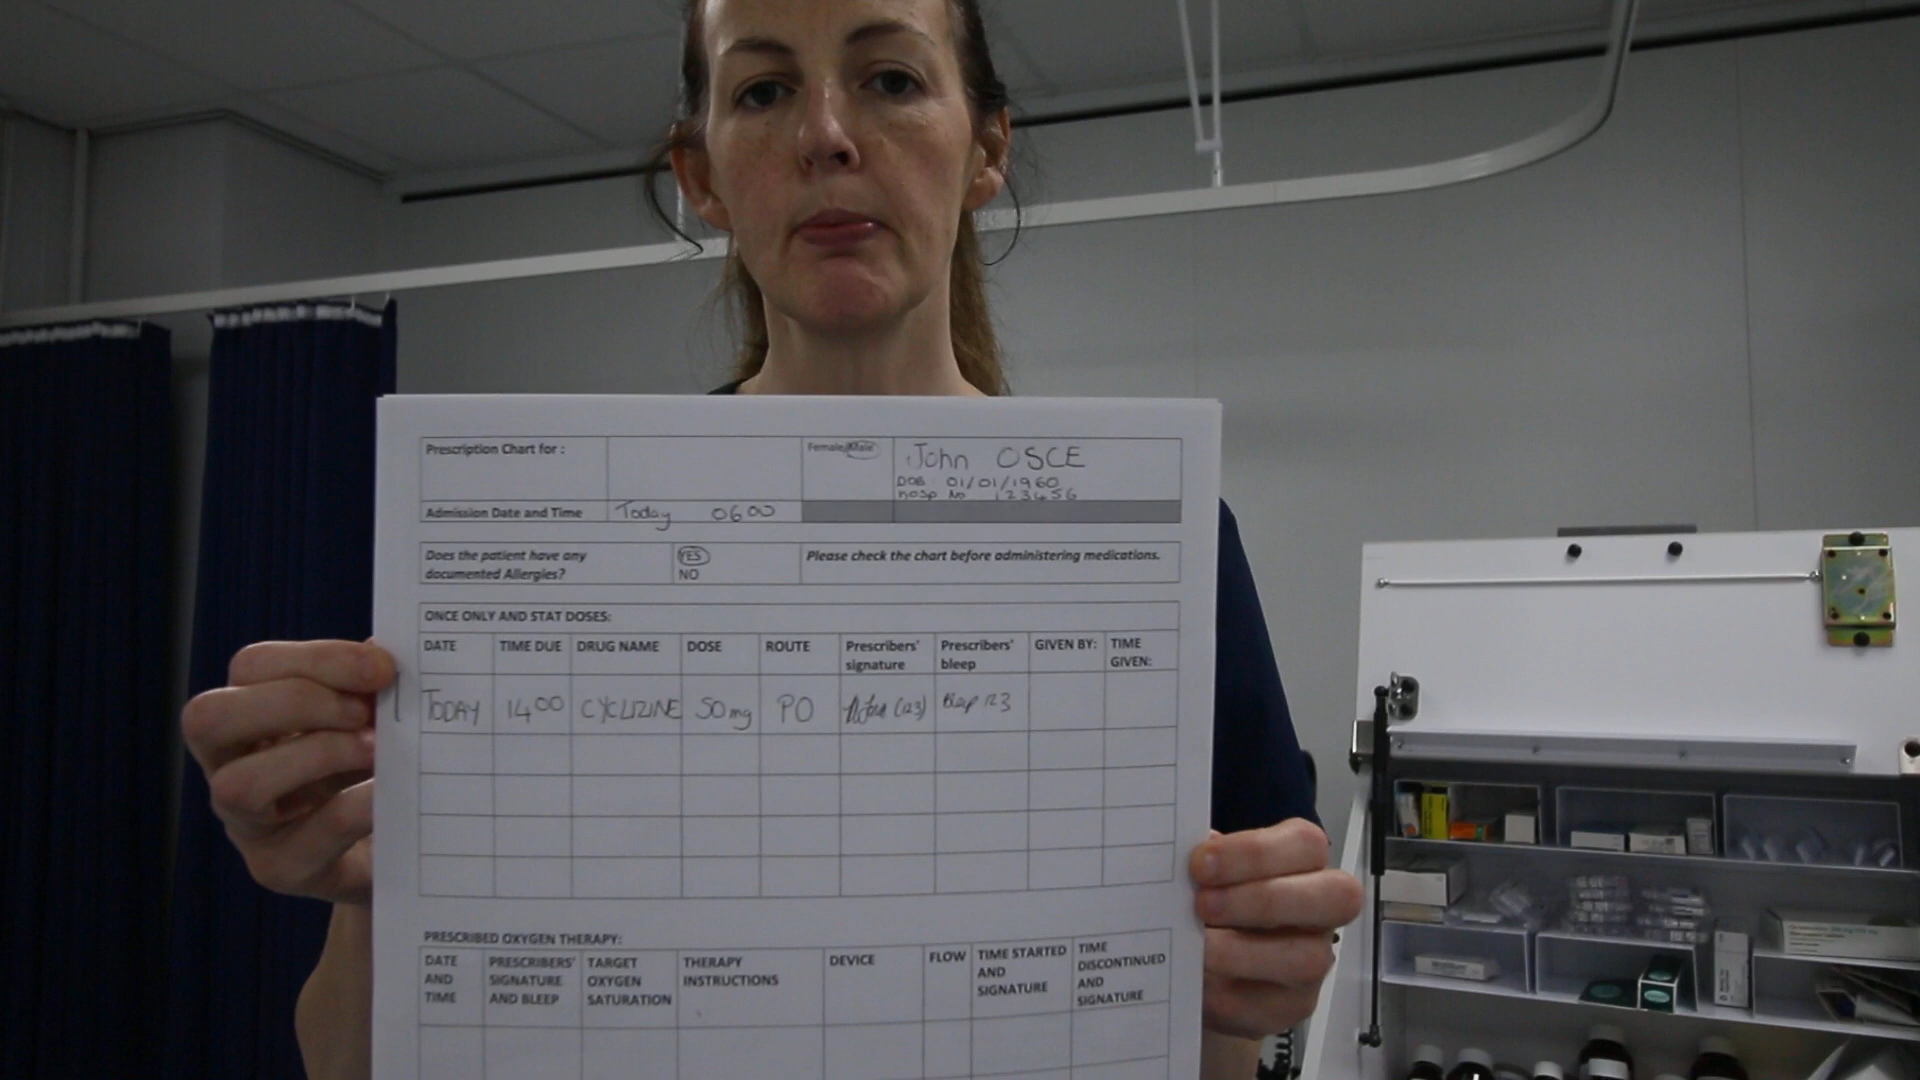 Prescription Chart for :
Female/Male
John OSCE
DOB 01/01/1960
hosp No 123456
Admission Date and Time
Today 0600
Does the patient have any
documented Allergies?
YES
NO
Please check the chart before administering medications.
ONCE ONLY AND STAT DOSES:
DATE
TIME DUE
DRUG NAME
DOSE
ROUTE
Prescribers'
signature
Prescribers'
bleep
GIVEN BY:
TIME
GIVEN:
TODAY
1400
CYCLIZINE
50mg
PO
(123)
Bleep 123
PRESCRIBED OXYGEN THERAPY:
DATE
AND
TIME
PRESCRIBERS'
SIGNATURE
AND BLEEP
TARGET
OXYGEN
SATURATION
THERAPY
INSTRUCTIONS
DEVICE
FLOW
TIME STARTED
AND
SIGNATURE
TIME
DISCONTINUED
AND
SIGNATURE